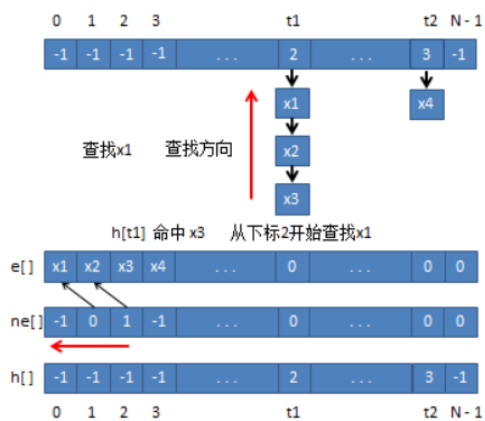 0 1 2 3 t1 t2 N - 1
-1 -1 -1 -1 ... 2 ... 3 -1
x1 x4
查找x1 查找方向 x2
x3
h[t1] 命中 x3 从下标2开始查找x1
e[] x1 x2 x3 x4 ... 0 ... 0 0
ne[] -1 0 1 -1 ... 0 ... 0 0
h[] -1 -1 -1 -1 ... 2 ... 3 -1
0 1 2 3 t1 t2 N - 1